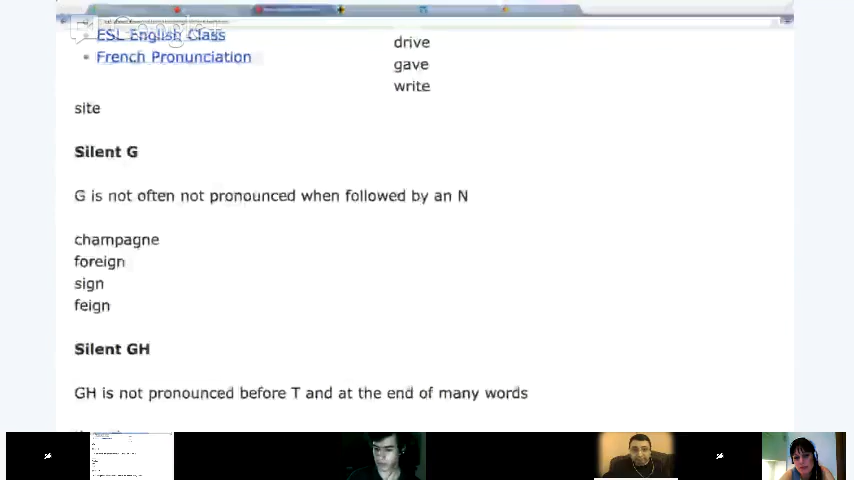 ESL English Class
French Pronunciation
drive
gave
write
site
Silent G
G is not often not pronounced when followed by an N
champagne
foreign
sign
feign
Silent GH
GH is not pronounced before T and at the end of many words